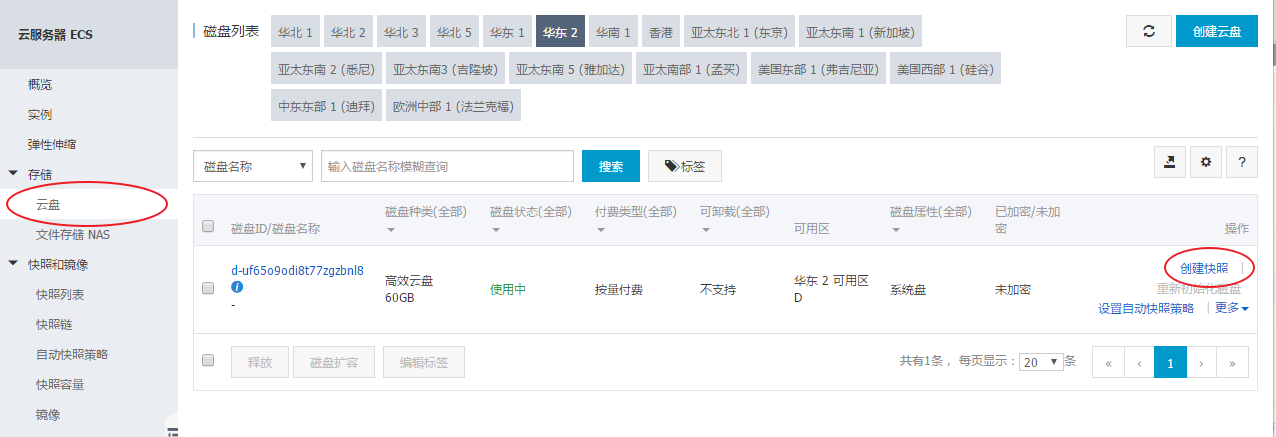 云服务器 ECS
概览
实例
弹性伸缩
存储
云盘
文件存储 NAS
快照和镜像
快照列表
快照链
自动快照策略
快照容量
镜像
磁盘列表 华北 1 华北 2 华北 3 华北 5 华东 1 华东 2 华南 1 香港 亚太东北 1 (东京) 亚太东南 1 (新加坡) 创建云盘
亚太东南 2 (悉尼) 亚太东南3 (吉隆坡) 亚太东南 5 (雅加达) 亚太南部 1 (孟买) 美国东部 1 (弗吉尼亚) 美国西部 1 (硅谷)
中东东部 1 (迪拜) 欧洲中部 1 (法兰克福)
磁盘名称 输入磁盘名称模糊查询 搜索 标签 ?
磁盘ID/磁盘名称 磁盘种类(全部) 磁盘状态(全部) 付费类型(全部) 可卸载(全部) 可用区 磁盘属性(全部) 已加密/未加
密 操作
d-uf65o9odi8t77zgzbnl8
-
高效云盘
60GB
使用中
按量付费
不支持
华东 2 可用区
D
系统盘
未加密
创建快照 |
重新初始化磁盘
设置自动快照策略 | 更多
释放 磁盘扩容 编辑标签 共有1条， 每页显示：20 条 « ‹ 1 › »